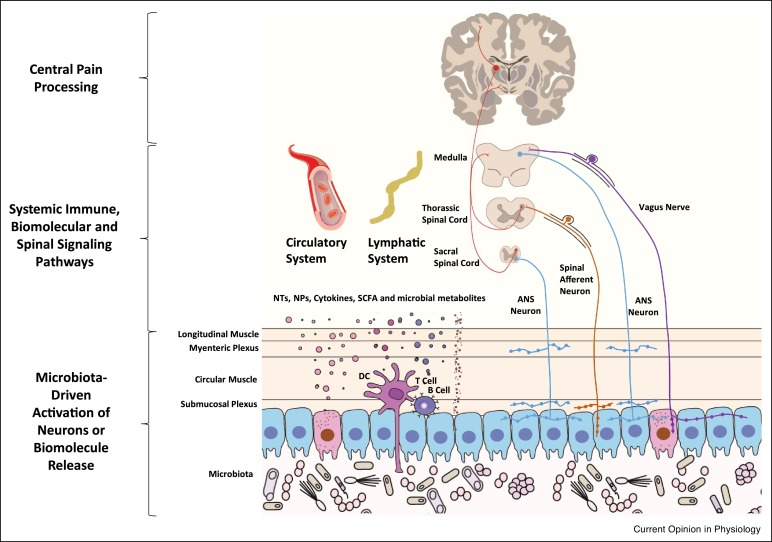 Central Pain
Processing
Systemic Immune,
Biomolecular and
Spinal Signaling
Pathways
Microbiota-
Driven
Activation of
Neurons or
Biomolecule
Release
Medulla
Thorassic
Spinal Cord
Sacral
Spinal Cord
Vagus Nerve
Circulatory
System
Lymphatic
System
Spinal
Afferent
Neuron
ANS
Neuron
ANS
Neuron
NTs, NPs, Cytokines, SCFA and microbial metabolites
Longitudinal Muscle
Myenteric Plexus
Circular Muscle
Submucosal Plexus
DC
T Cell
B Cell
Microbiota
Current Opinion in Physiology